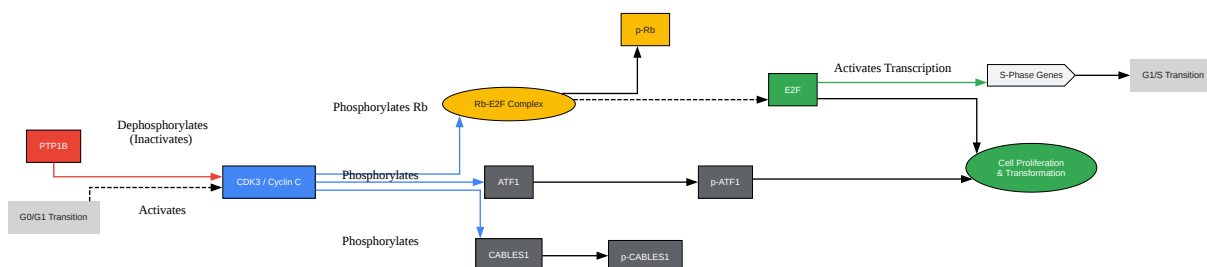 p-Rb
Activates Transcription
S-Phase Genes
G1/S Transition
E2F
Rb-E2F Complex
Phosphorylates Rb
Dephosphorylates
(Inactivates)
PTP1B
CDK3 / Cyclin C
Phosphorylates
ATF1
p-ATF1
Cell Proliferation
& Transformation
G0/G1 Transition
Activates
Phosphorylates
CABLES1
p-CABLES1